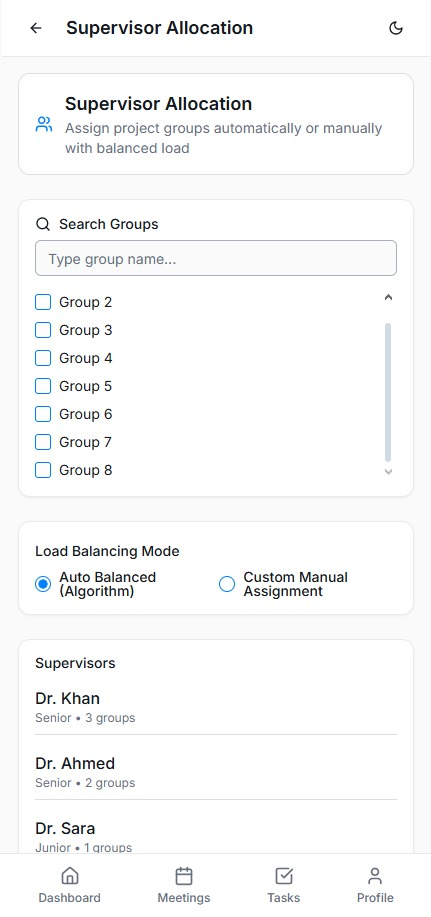 Supervisor Allocation
Supervisor Allocation
Assign project groups automatically or manually
with balanced load
Search Groups
Type group name...
Group 2
Group 3
Group 4
Group 5
Group 6
Group 7
Group 8
Load Balancing Mode
Auto Balanced
(Algorithm)
Custom Manual
Assignment
Supervisors
Dr. Khan
Senior • 3 groups
Dr. Ahmed
Senior • 2 groups
Dr. Sara
Junior • 1 groups
Dashboard
Meetings
Tasks
Profile